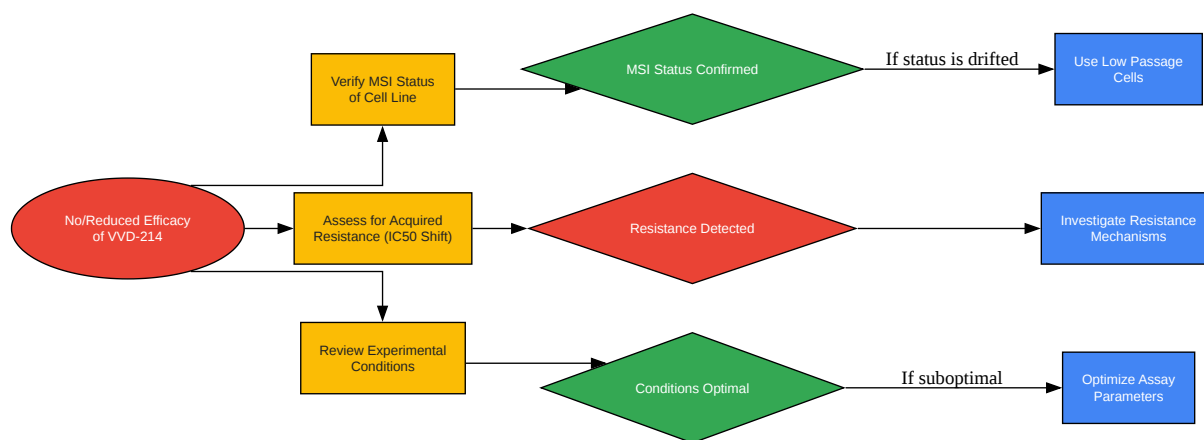 Verify MSI Status
of Cell Line
MSI Status Confirmed
If status is drifted
Use Low Passage
Cells
No/Reduced Efficacy
of VVD-214
Assess for Acquired
Resistance (IC50 Shift)
Resistance Detected
Investigate Resistance
Mechanisms
Review Experimental
Conditions
Conditions Optimal
If suboptimal
Optimize Assay
Parameters